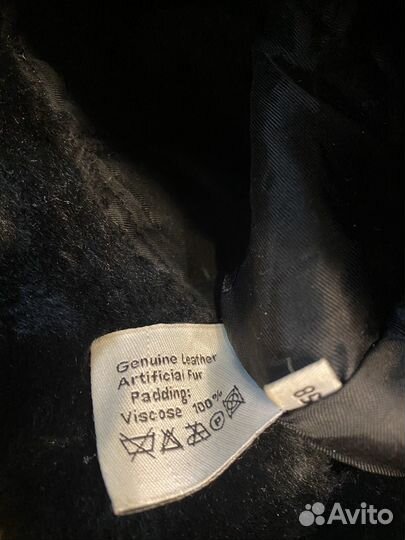 Genuine Leather
Artificial Fur
Padding:
Viscose 100%
P
85
Avito